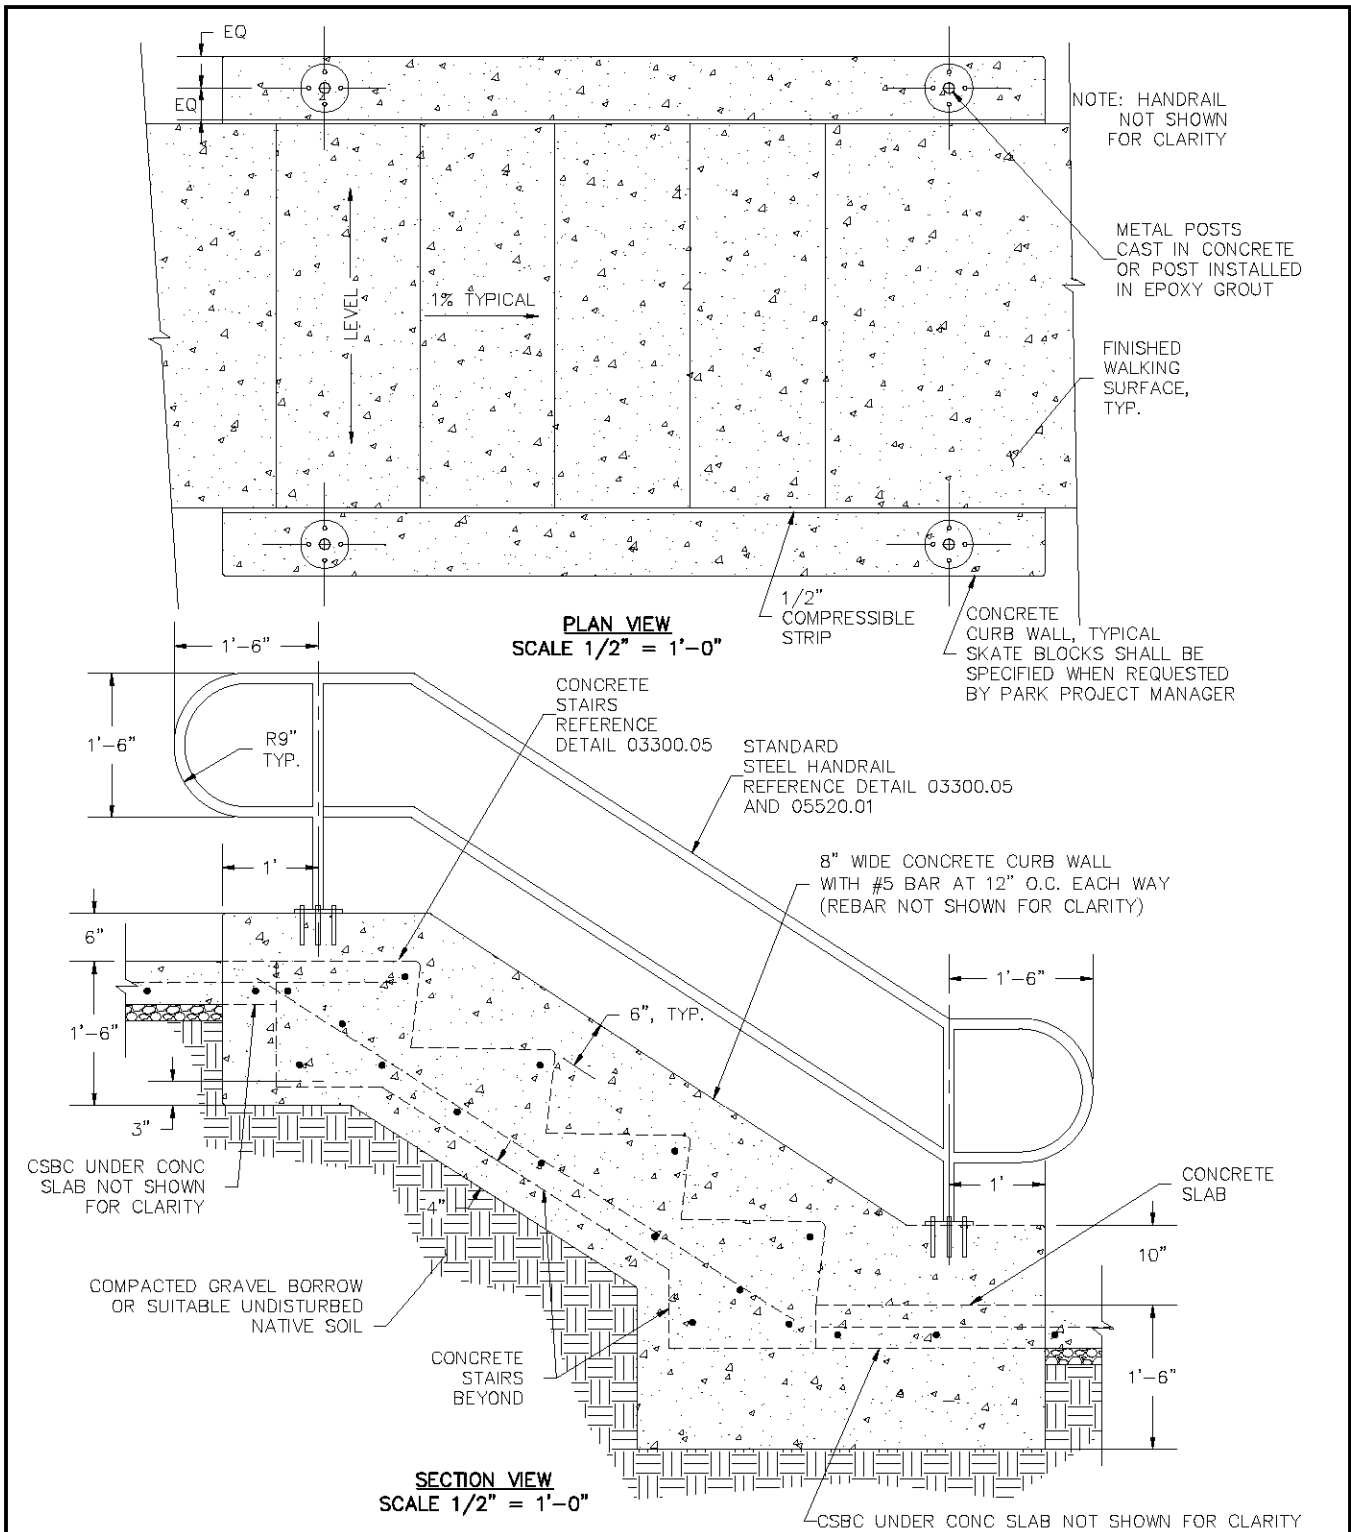 EQ
EQ
NOTE: HANDRAIL
NOT SHOWN
FOR CLARITY
METAL POSTS
CAST IN CONCRETE
OR POST INSTALLED
IN EPOXY GROUT
LEVEL
1% TYPICAL
FINISHED
WALKING
SURFACE,
TYP.
1/2"
COMPRESSIBLE
STRIP
CONCRETE
CURB WALL, TYPICAL
SKATE BLOCKS SHALL BE
SPECIFIED WHEN REQUESTED
BY PARK PROJECT MANAGER
PLAN VIEW
SCALE 1/2" = 1'-0"
1'-6"
1'-6"
R9"
TYP.
CONCRETE
STAIRS
REFERENCE
DETAIL 03300.05
STANDARD
STEEL HANDRAIL
REFERENCE DETAIL 03300.05
AND 05520.01
8" WIDE CONCRETE CURB WALL
WITH #5 BAR AT 12" O.C. EACH WAY
(REBAR NOT SHOWN FOR CLARITY)
1'
6"
1'-6"
3"
6", TYP.
1'-6"
CSBC UNDER CONC
SLAB NOT SHOWN
FOR CLARITY
4"
1'
CONCRETE
SLAB
10"
1'-6"
COMPACTED GRAVEL BORROW
OR SUITABLE UNDISTURBED
NATIVE SOIL
CONCRETE
STAIRS
BEYOND
SECTION VIEW
SCALE 1/2" = 1'-0"
CSBC UNDER CONC SLAB NOT SHOWN FOR CLARITY